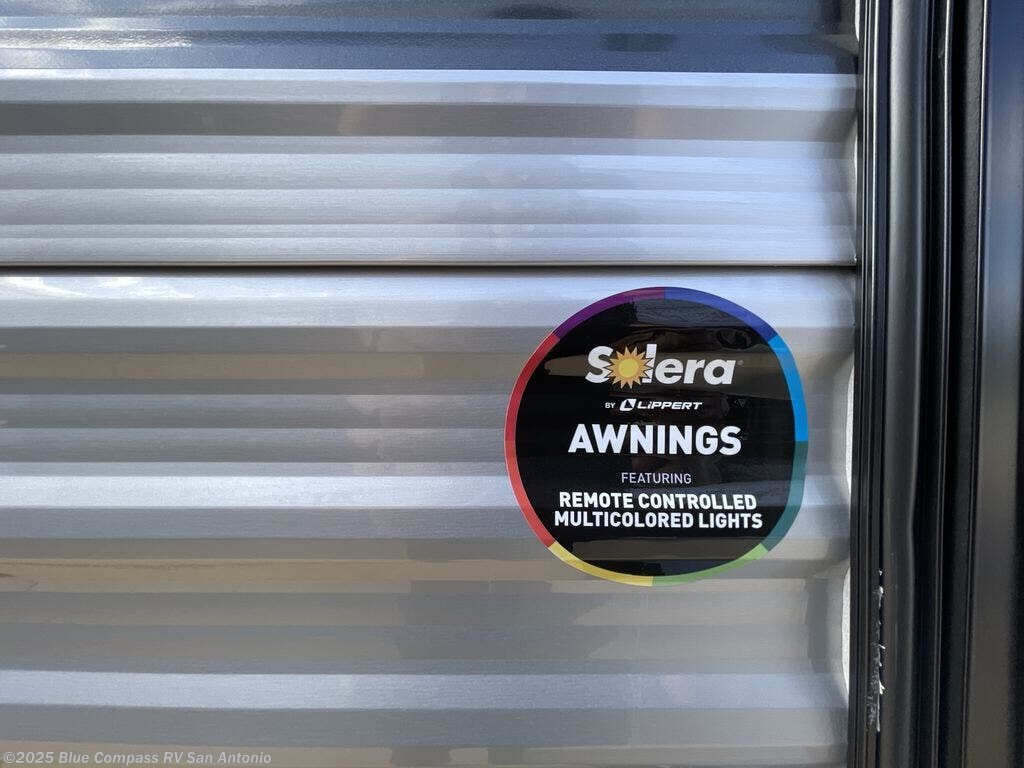 Solera
BY LIPPERT
AWNINGS
FEATURING
REMOTE CONTROLLED
MULTICOLORED LIGHTS
©2025 Blue Compass RV San Antonio